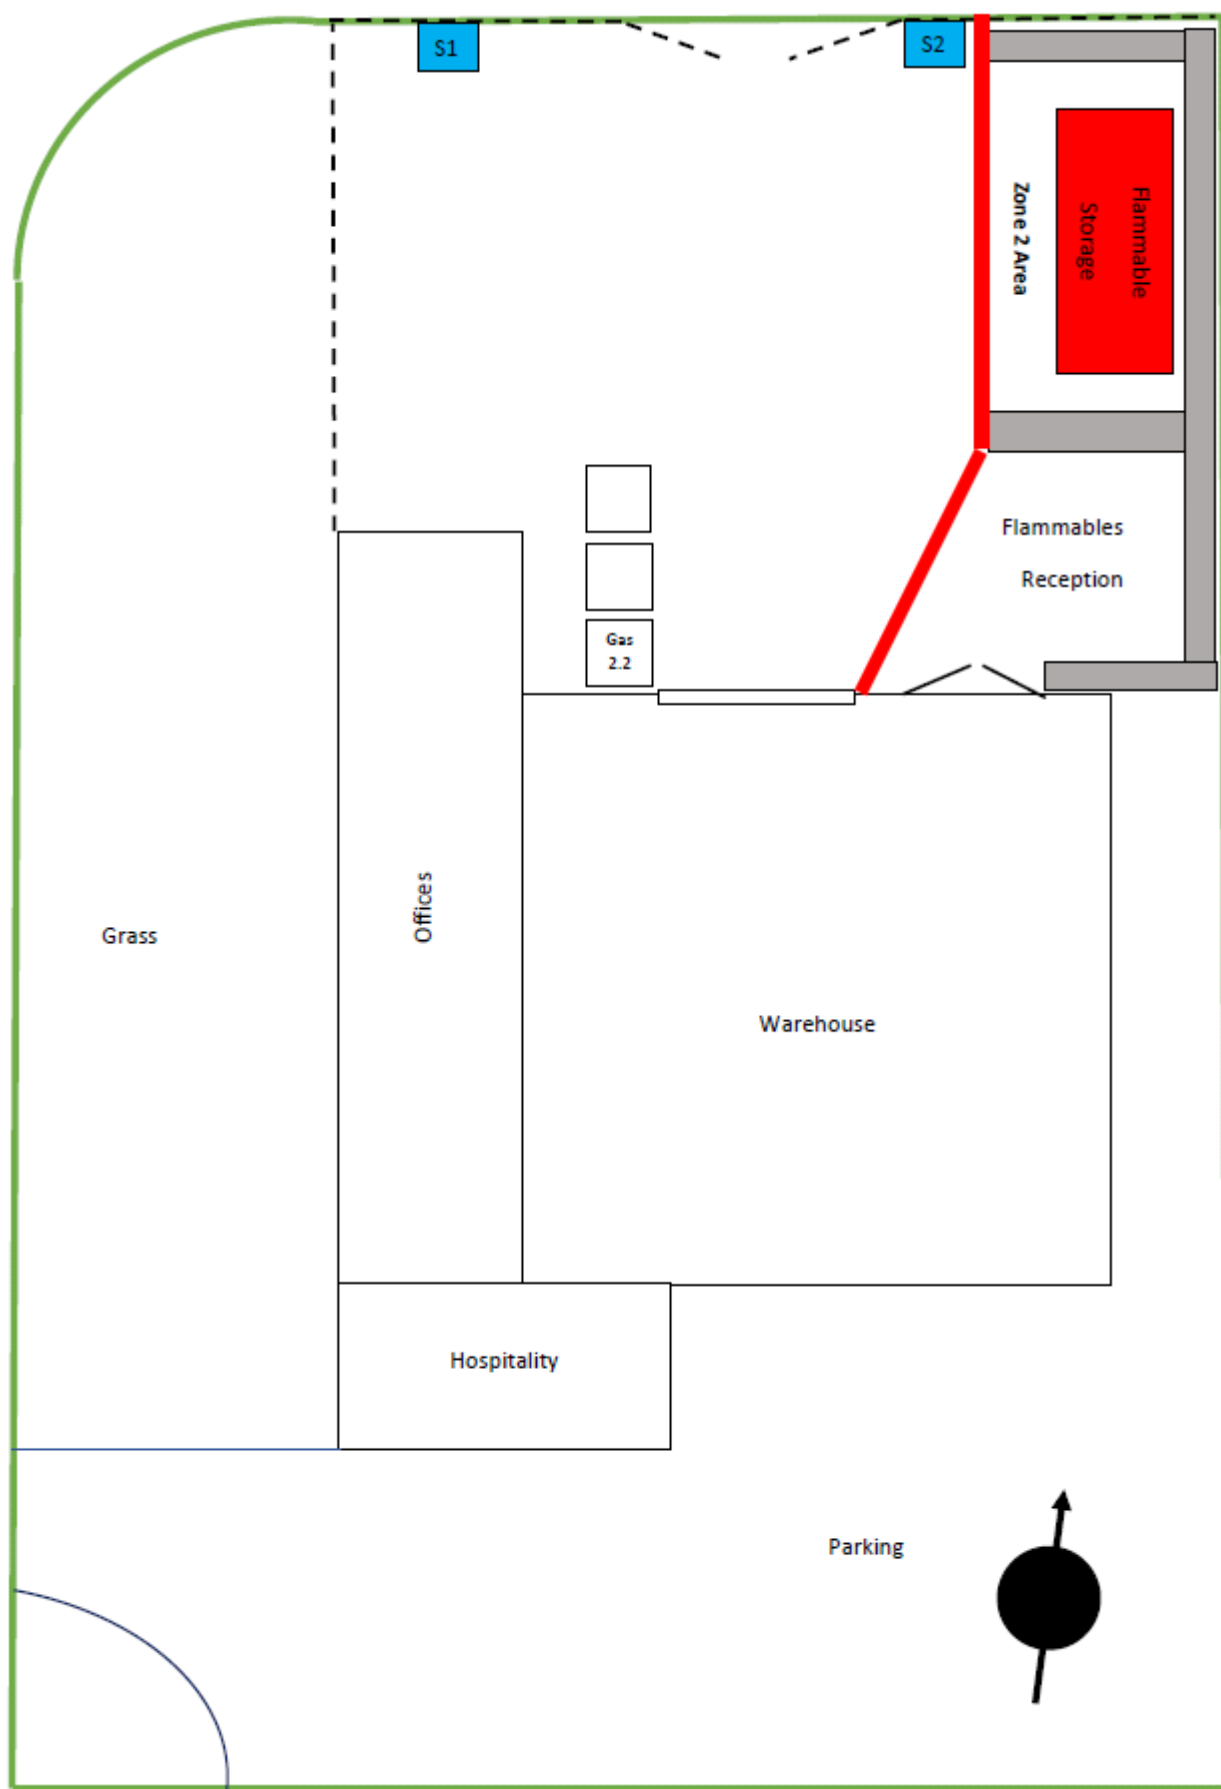 S1
S2
Flammable
Storage
Zone 2 Area
Flammables
Reception
Gas
2.2
Offices
Grass
Warehouse
Hospitality
Parking